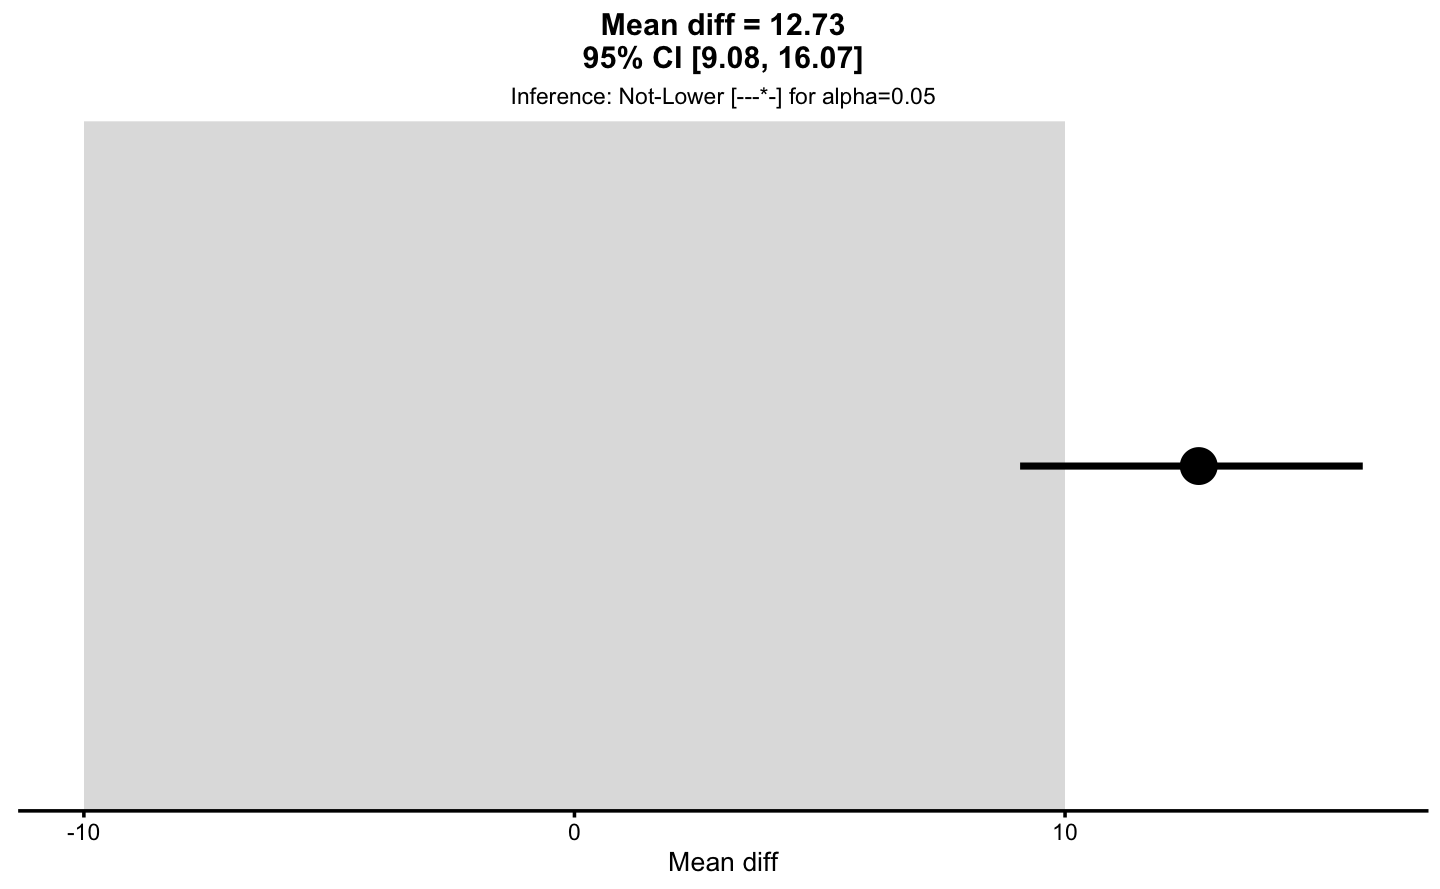 Mean diff = 12.73
95% CI [9.08, 16.07]
Inference: Not-Lower [---*-] for alpha=0.05
-10 0 10
Mean diff